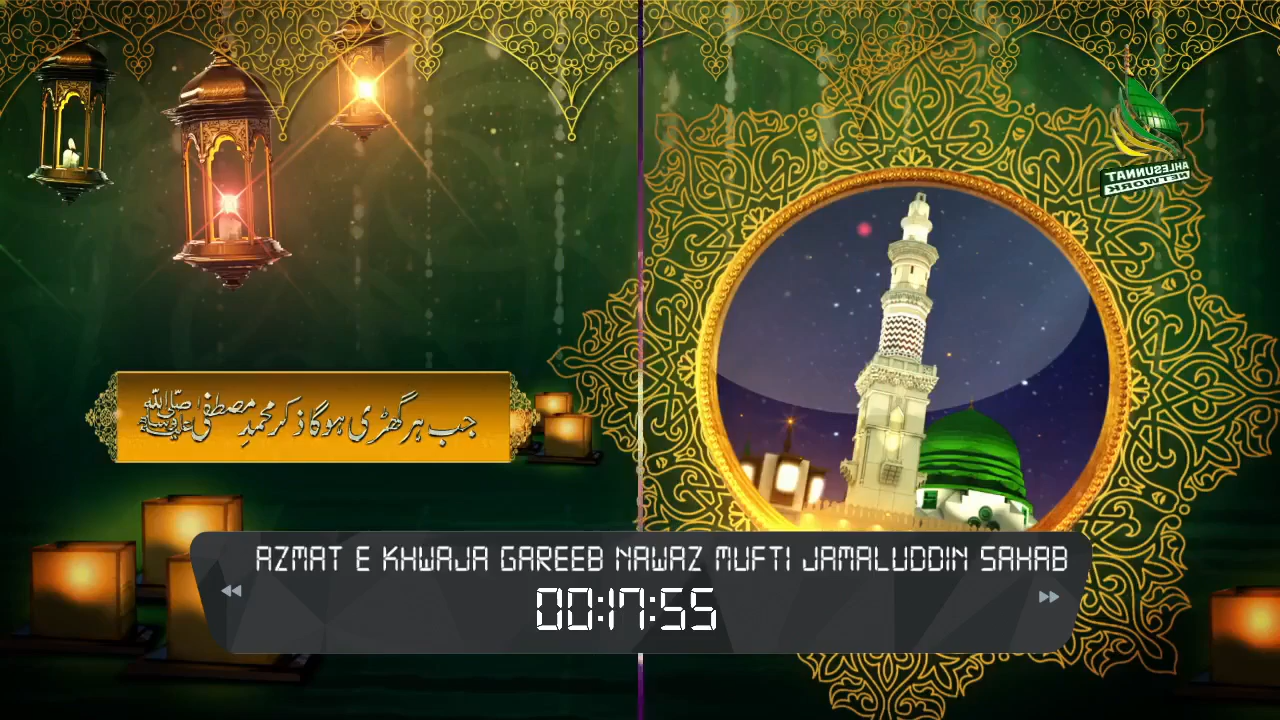 AHLESUNNAT
NETWORK
جب ہر گھڑی ہوگا ذکر محمدِ مصطفیٰ صلی اللہ علیہ وسلم
AZMAT E KHWAJA GAREEB NAWAZ MUFTI JAMALUDDIN SAHAB
00:17:55